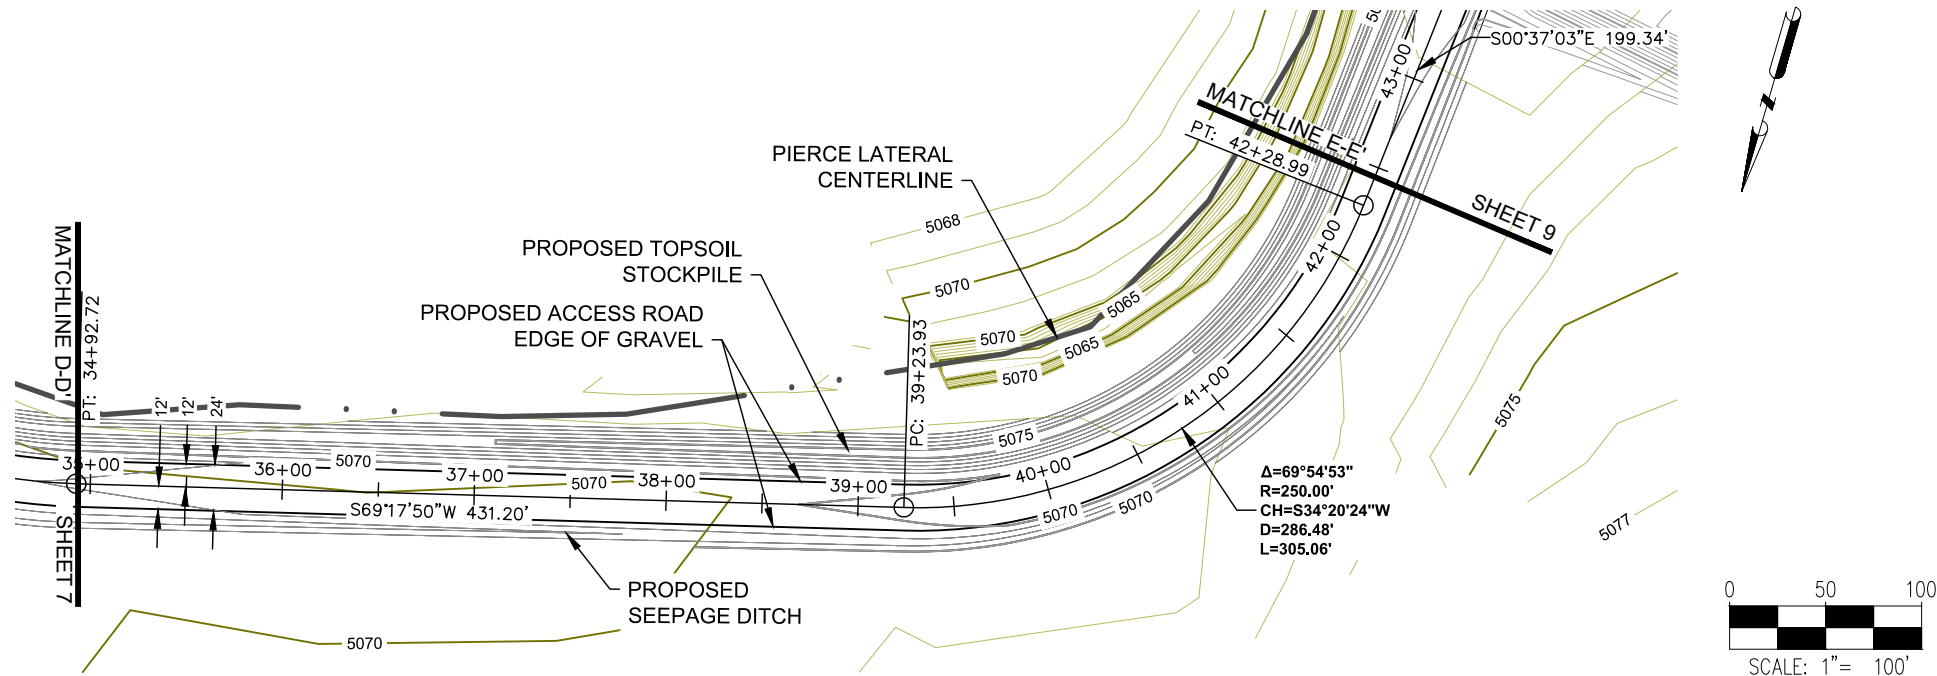 S00°37'03"E 199.34'
43+00
MATCHLINE E-E'
PT: 42+28.99
SHEET 9
PIERCE LATERAL
CENTERLINE
5068
42+00
PROPOSED TOPSOIL
STOCKPILE
PROPOSED ACCESS ROAD
EDGE OF GRAVEL
MATCHLINE D-D'
SHEET 7
PT: 34+92.72
12'
12'
24'
5070
5065
5070
5065
5070
PC: 39+23.93
5075
41+00
5075
35+00
36+00
5070
37+00
5070
38+00
39+00
40+00
S69°17'50"W 431.20'
5070
5070
Δ=69°54'53"
R=250.00'
CH=S34°20'24"W
D=286.48'
L=305.06'
5077
PROPOSED
SEEPAGE DITCH
5070
0 50 100
SCALE: 1"= 100'